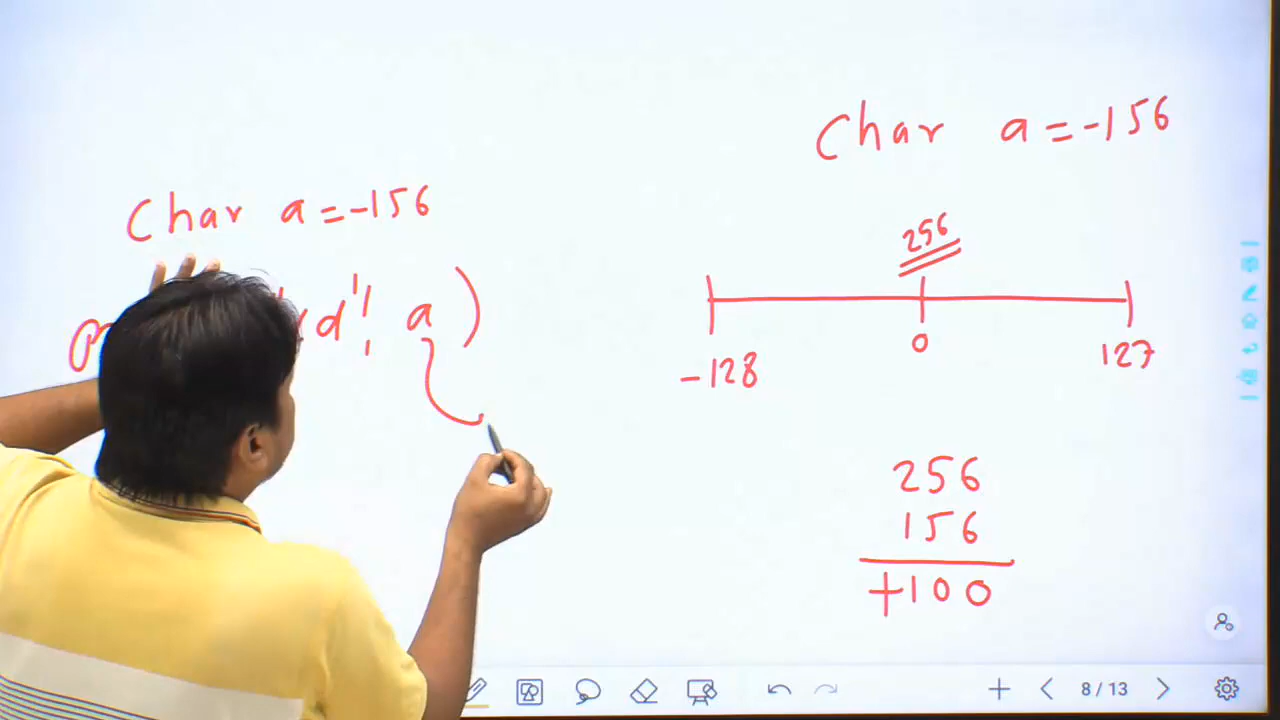 Char a = -156
d", a )
Char a = -156
256
-128 0 127
256
156
+100
8 / 13